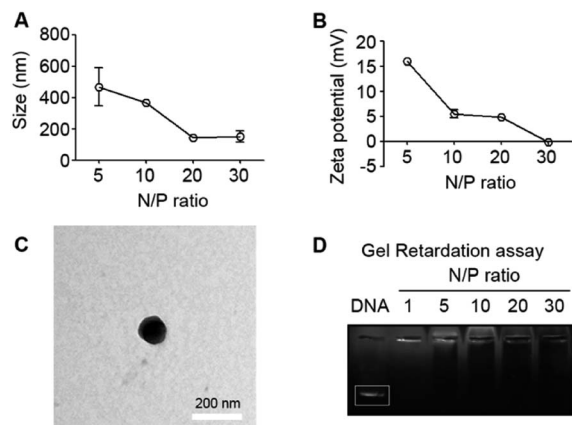 A
Size (nm)
800
600
400
200
0
5 10 20 30
N/P ratio
B
Zeta potential (mV)
20
15
10
5
0
-5
5 10 20 30
N/P ratio
C
200 nm
D
Gel Retardation assay
N/P ratio
DNA 1 5 10 20 30